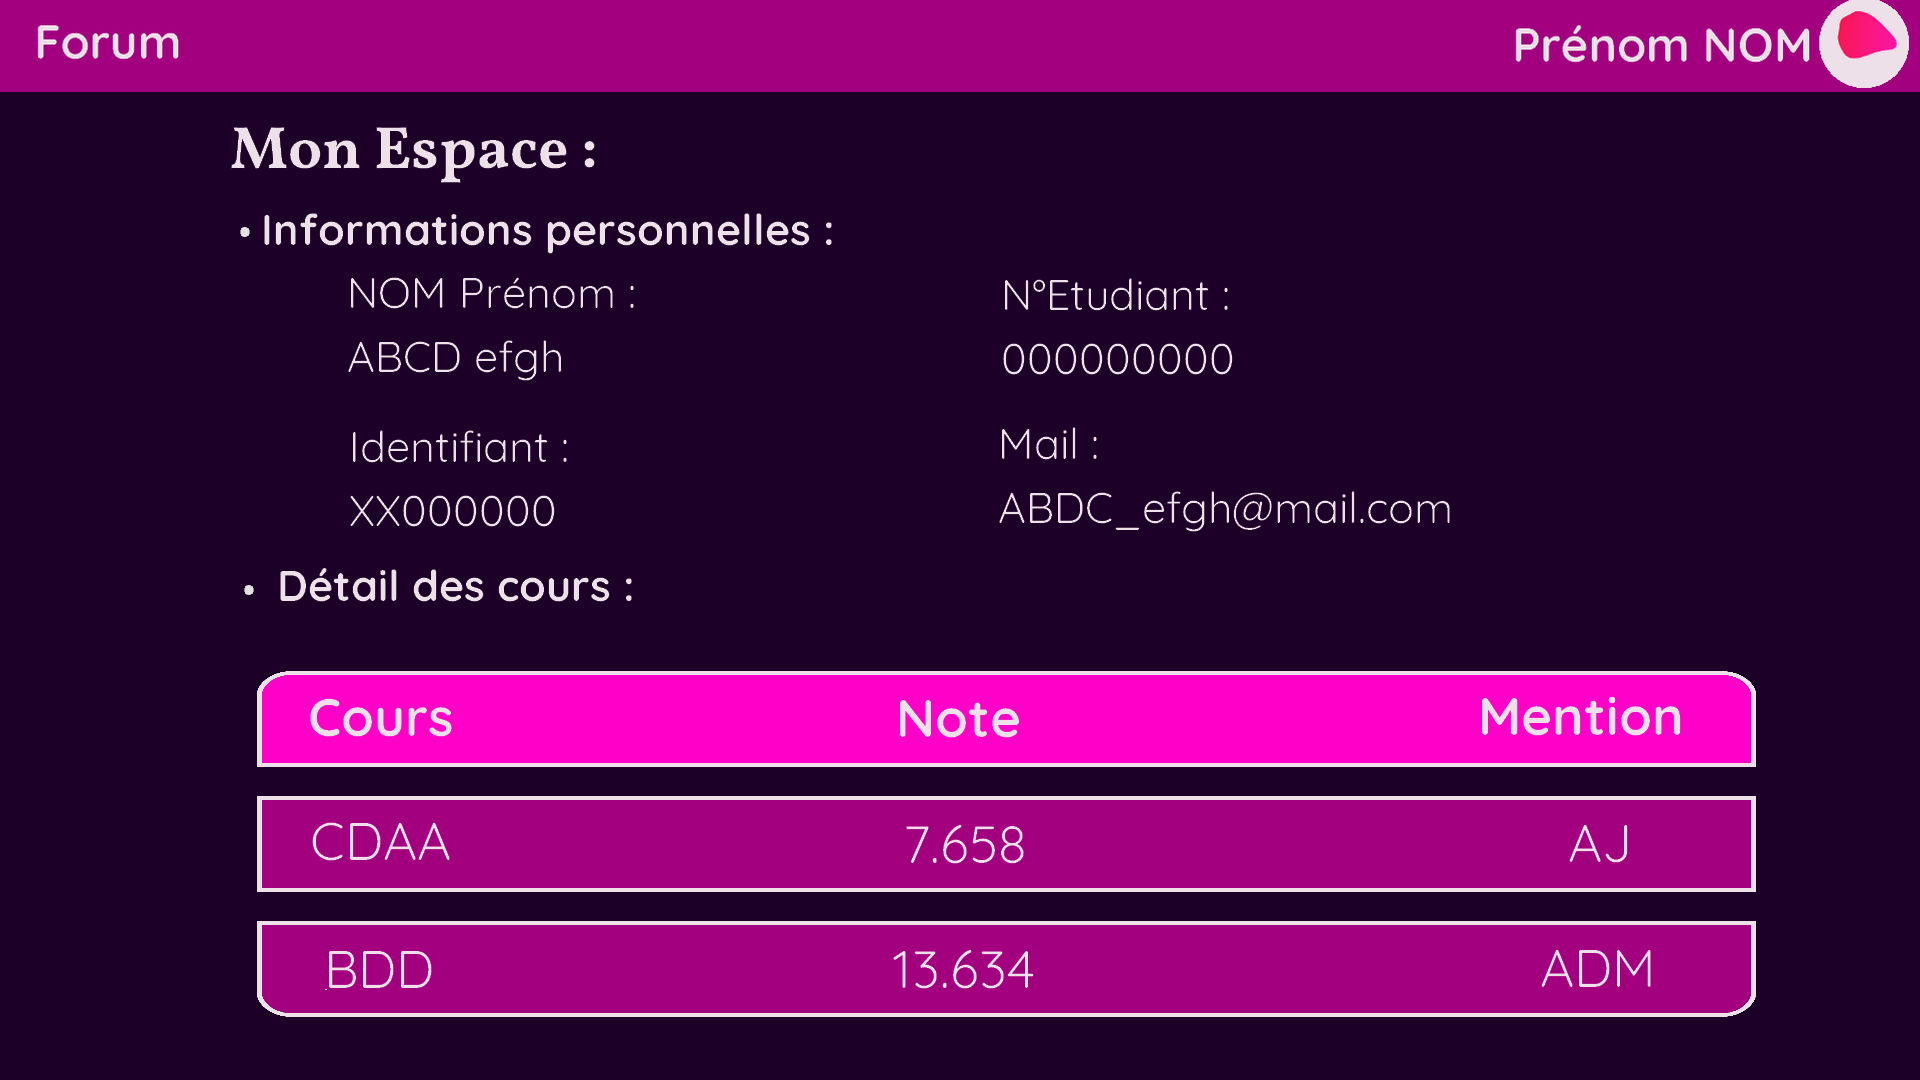 Forum
Prénom NOM
Mon Espace :
• Informations personnelles :
NOM Prénom :
N°Etudiant :
ABCD efgh
000000000
Identifiant :
Mail :
XX000000
ABDC_efgh@mail.com
• Détail des cours :
Cours Note Mention
CDAA 7.658 AJ
BDD 13.634 ADM